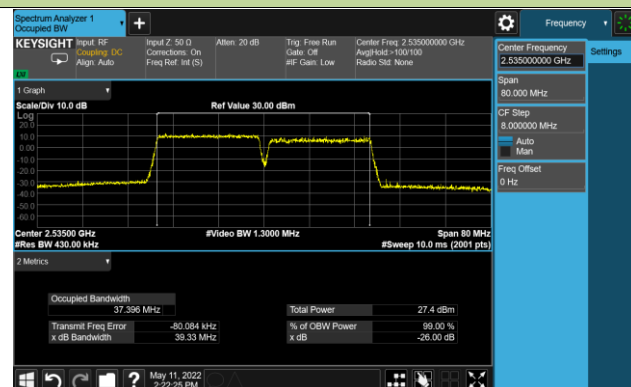 Spectrum Analyzer 1
Occupied BW
+
Frequency
KEYSIGHT
Input: RF
Coupling: DC
Align: Auto
Input Z: 50 Ω
Corrections: On
Freq Ref: Int (S)
Atten: 20 dB
Trig: Free Run
Gate: Off
#IF Gain: Low
Center Freq: 2.535000000 GHz
Avg|Hold:>100/100
Radio Std: None
LXI
Center Frequency
2.535000000 GHz
Settings
Span
80.000 MHz
CF Step
8.000000 MHz
Auto
Man
Freq Offset
0 Hz
1 Graph
Scale/Div 10.0 dB
Ref Value 30.00 dBm
Log
20.0
10.0
0.00
-10.0
-20.0
-30.0
-40.0
-50.0
-60.0
Center 2.53500 GHz
#Video BW 1.3000 MHz
Span 80 MHz
#Res BW 430.00 kHz
#Sweep 10.0 ms (2001 pts)
2 Metrics
Occupied Bandwidth
37.396 MHz
Total Power 27.4 dBm
Transmit Freq Error -80.084 kHz
% of OBW Power 99.00 %
x dB Bandwidth 39.33 MHz
x dB -26.00 dB
?
May 11, 2022
2:22:25 PM